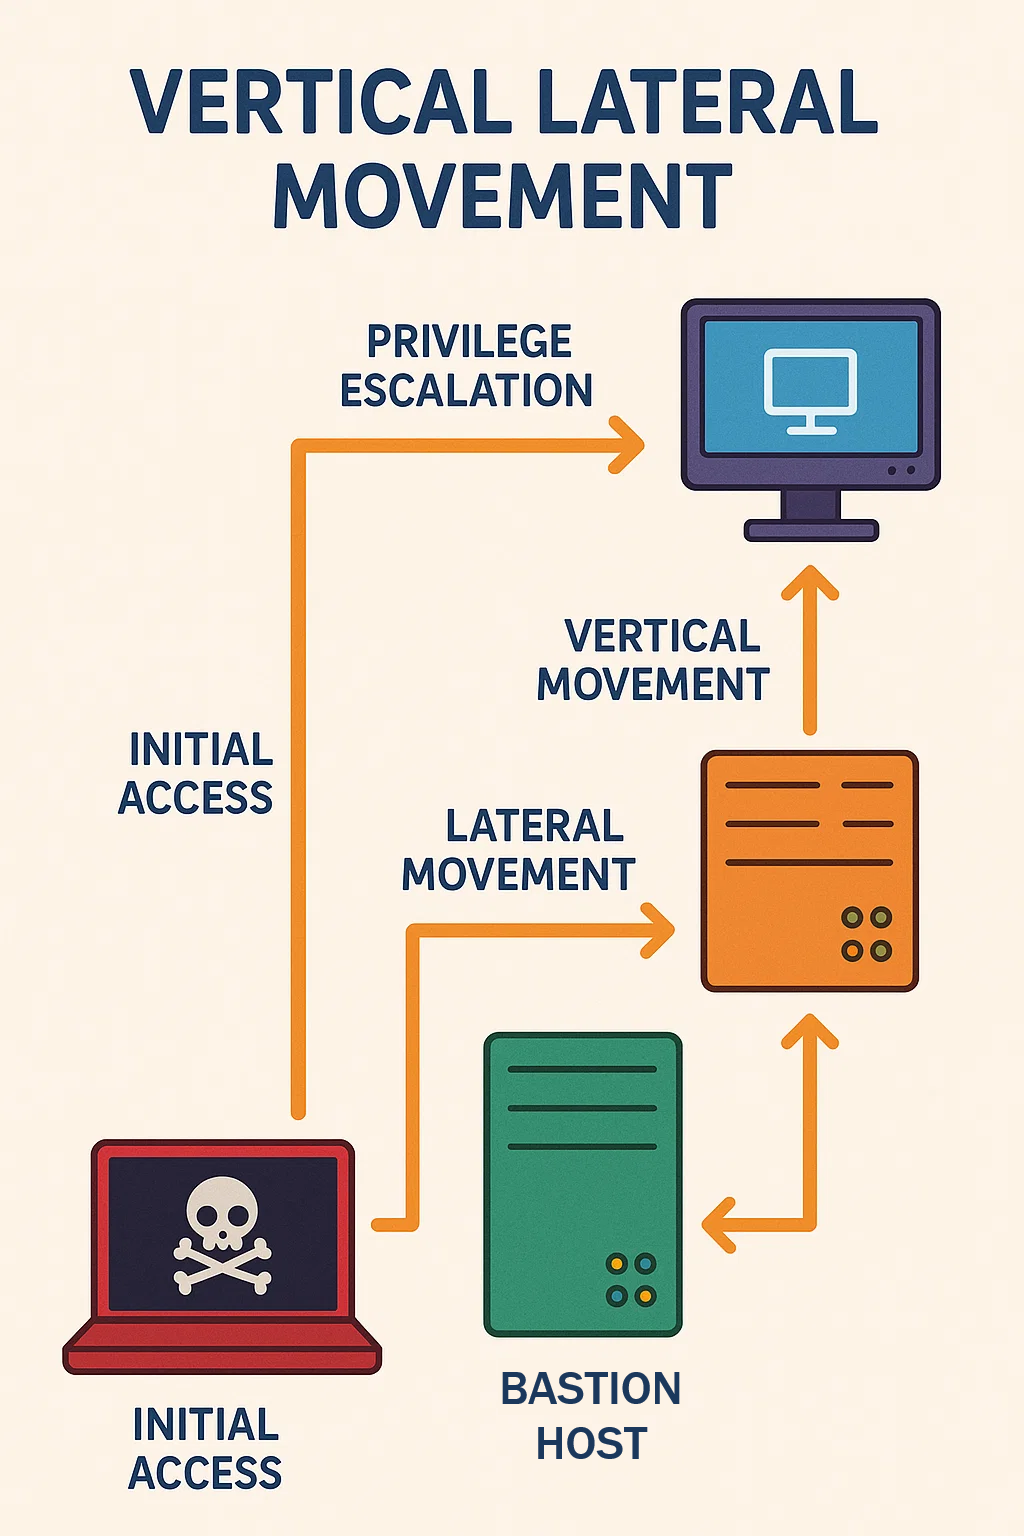 VERTICAL LATERAL
MOVEMENT
PRIVILEGE
ESCALATION
VERTICAL
MOVEMENT
INITIAL
ACCESS
LATERAL
MOVEMENT
BASTION
HOST
INITIAL
ACCESS